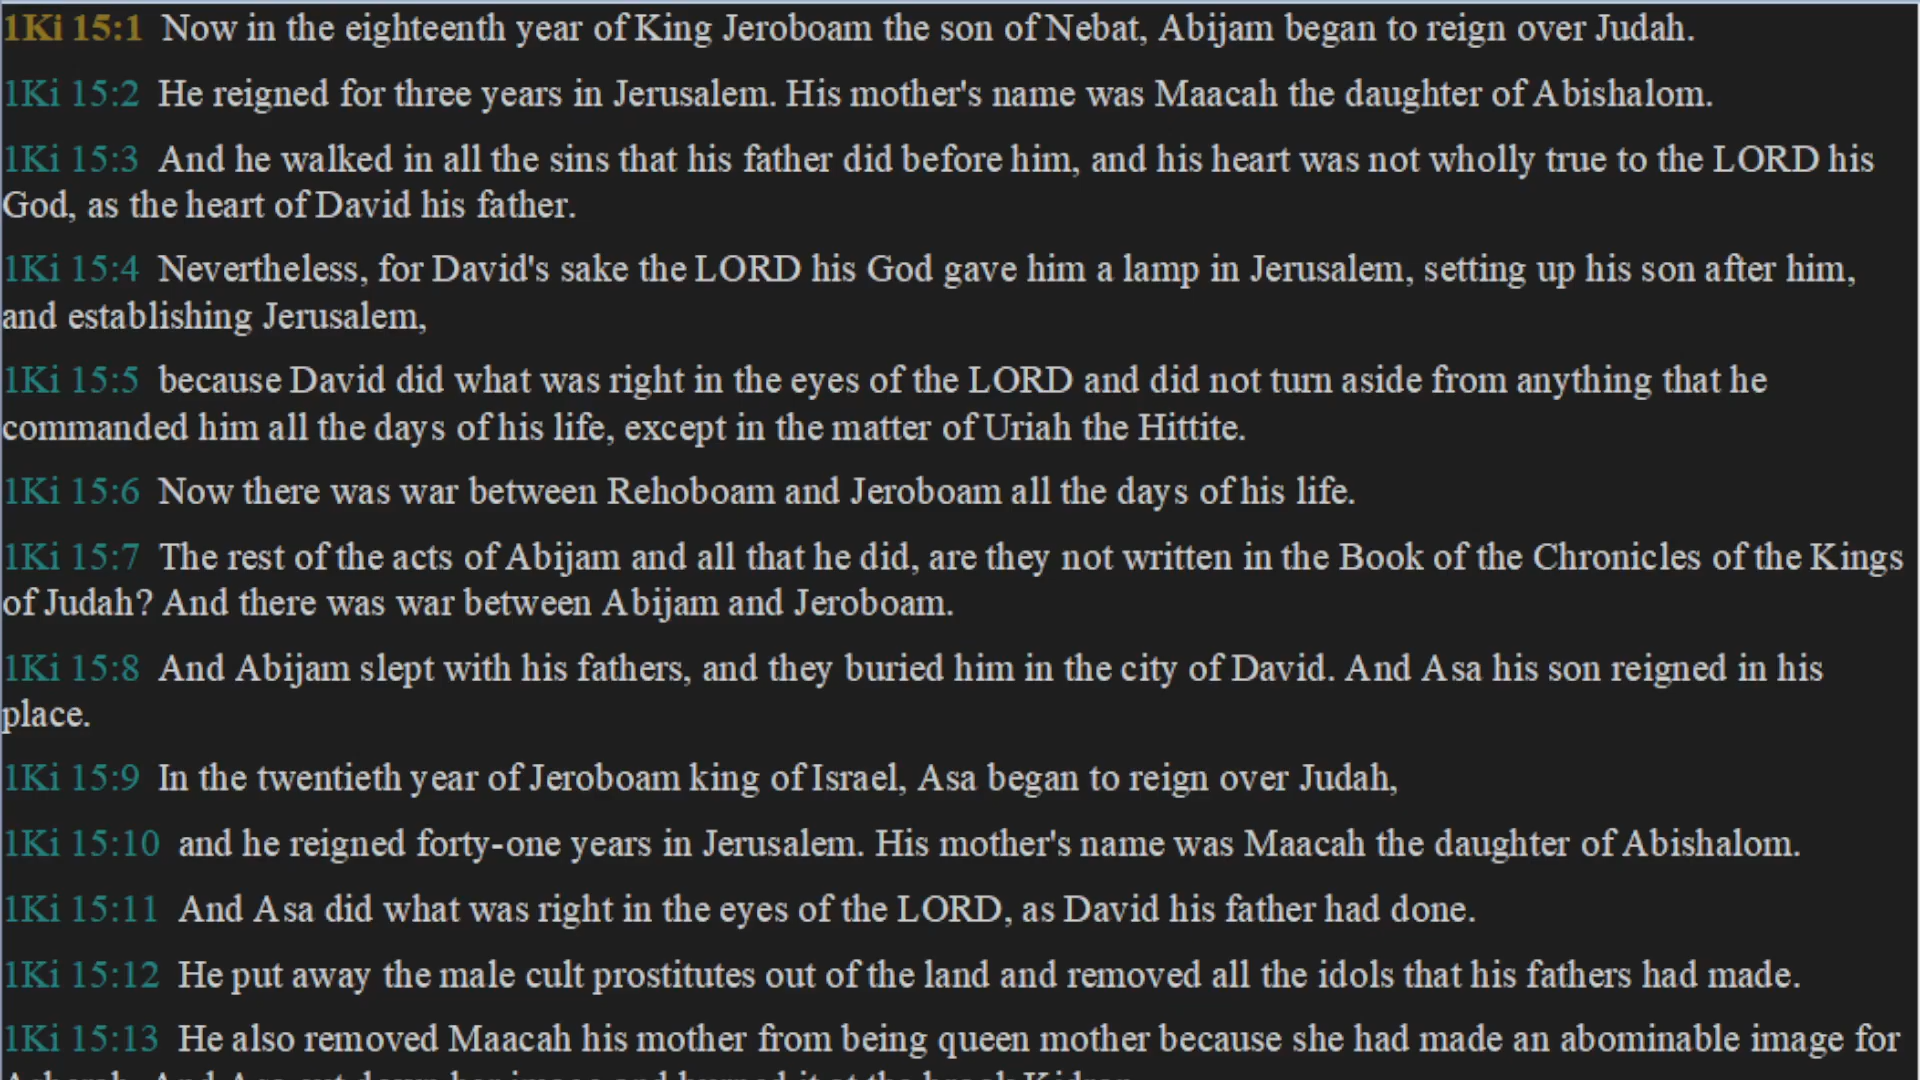 1Ki 15:1 Now in the eighteenth year of King Jeroboam the son of Nebat, Abijam began to reign over Judah.
1Ki 15:2 He reigned for three years in Jerusalem. His mother's name was Maacah the daughter of Abishalom.
1Ki 15:3 And he walked in all the sins that his father did before him, and his heart was not wholly true to the LORD his
God, as the heart of David his father.
1Ki 15:4 Nevertheless, for David's sake the LORD his God gave him a lamp in Jerusalem, setting up his son after him,
and establishing Jerusalem,
1Ki 15:5 because David did what was right in the eyes of the LORD and did not turn aside from anything that he
commanded him all the days of his life, except in the matter of Uriah the Hittite.
1Ki 15:6 Now there was war between Rehoboam and Jeroboam all the days of his life.
1Ki 15:7 The rest of the acts of Abijam and all that he did, are they not written in the Book of the Chronicles of the Kings
of Judah? And there was war between Abijam and Jeroboam.
1Ki 15:8 And Abijam slept with his fathers, and they buried him in the city of David. And Asa his son reigned in his
place.
1Ki 15:9 In the twentieth year of Jeroboam king of Israel, Asa began to reign over Judah,
1Ki 15:10 and he reigned forty-one years in Jerusalem. His mother's name was Maacah the daughter of Abishalom.
1Ki 15:11 And Asa did what was right in the eyes of the LORD, as David his father had done.
1Ki 15:12 He put away the male cult prostitutes out of the land and removed all the idols that his fathers had made.
1Ki 15:13 He also removed Maacah his mother from being queen mother because she had made an abominable image for